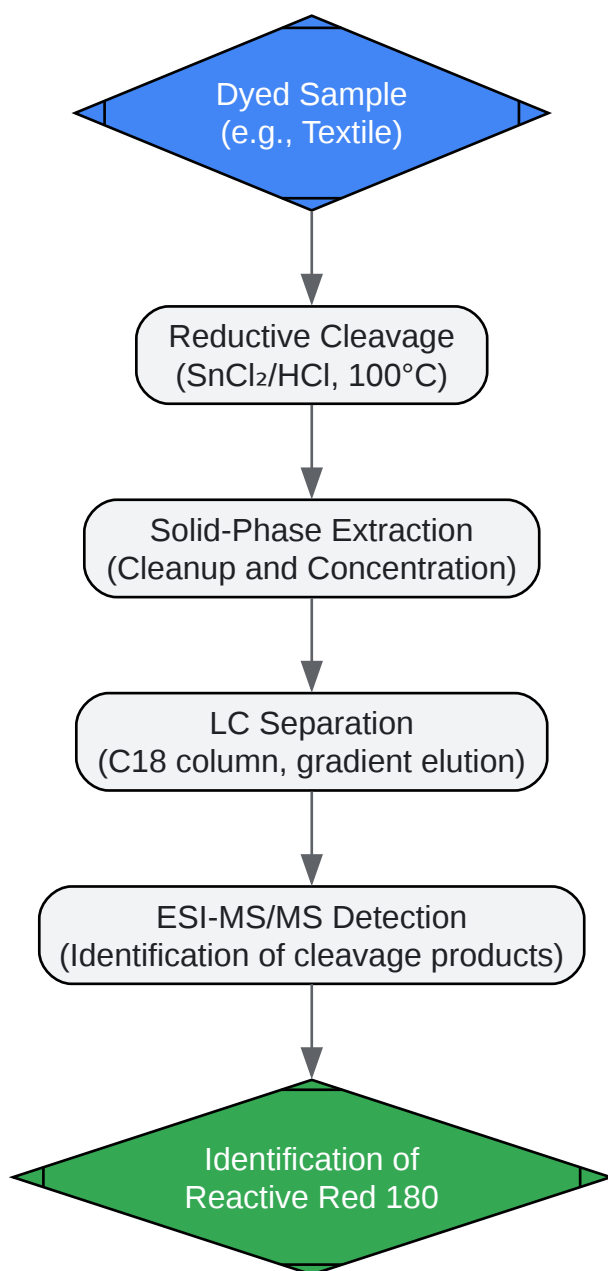 Dyed Sample
(e.g., Textile)
Reductive Cleavage
(SnCl₂/HCl, 100°C)
Solid-Phase Extraction
(Cleanup and Concentration)
LC Separation
(C18 column, gradient elution)
ESI-MS/MS Detection
(Identification of cleavage products)
Identification of
Reactive Red 180